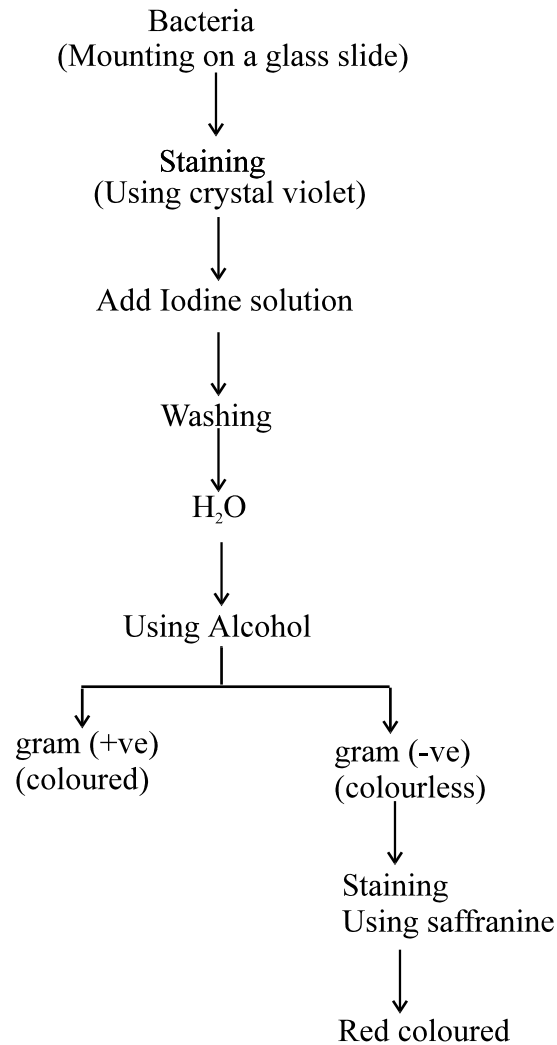 Bacteria
(Mounting on a glass slide)
Staining
(Using crystal violet)
Add Iodine solution
Washing
H₂O
Using Alcohol
gram (+ve)
(coloured)
gram (-ve)
(colourless)
Staining
Using saffranine
Red coloured